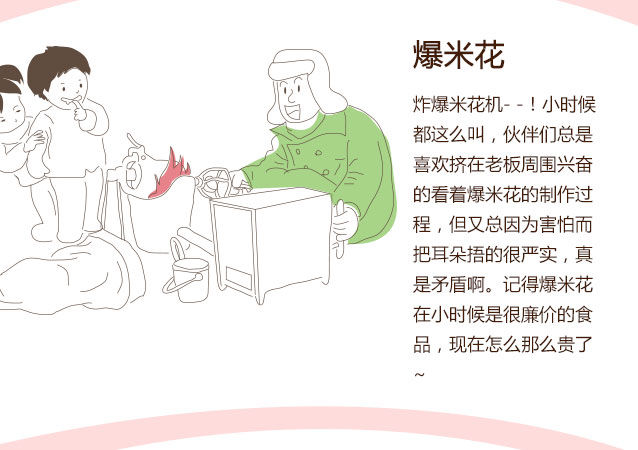 爆米花
炸爆米花机- -！小时候
都这么叫，伙伴们总是
喜欢挤在老板周围兴奋
的看着爆米花的制作过
程，但又总因为害怕而
把耳朵捂的很严实，真
是矛盾啊。记得爆米花
在小时候是很廉价的食
品，现在怎么那么贵了
~